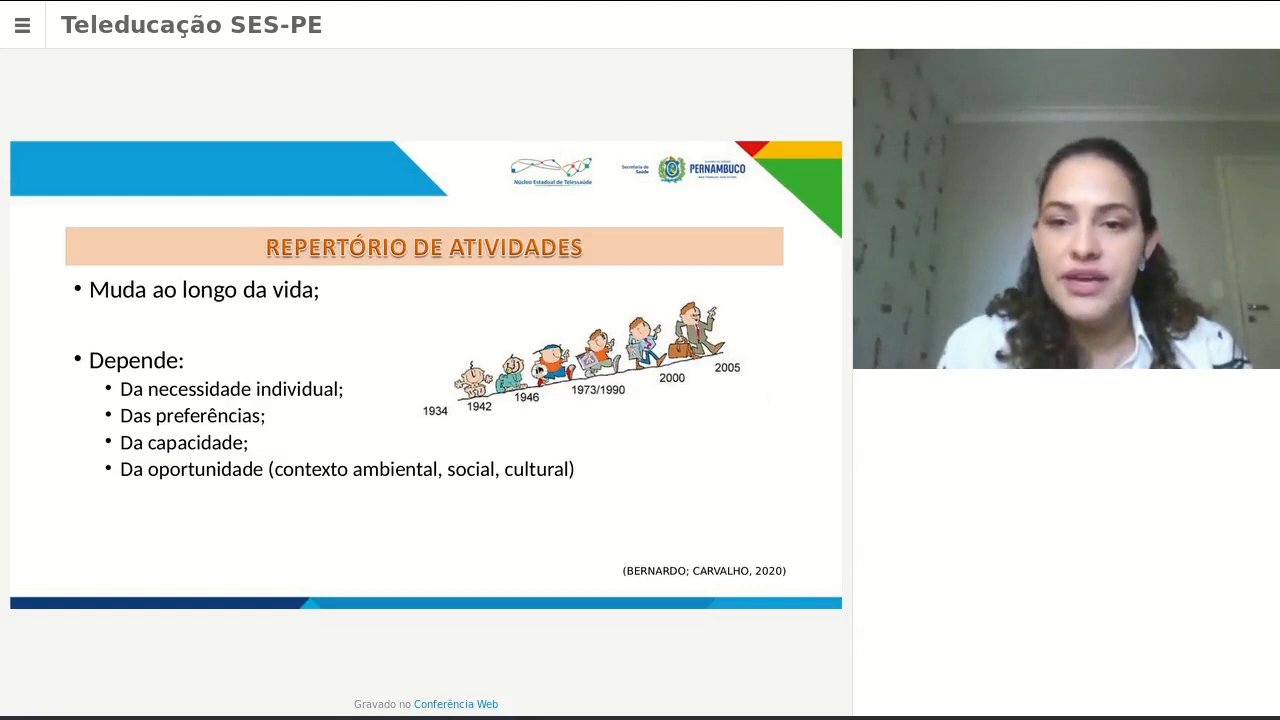 Teleducação SES-PE
Núcleo Estadual de Telessaúde
Secretaria de
Saúde
PERNAMBUCO
REPERTÓRIO DE ATIVIDADES
• Muda ao longo da vida;
• Depende:
• Da necessidade individual;
• Das preferências;
• Da capacidade;
• Da oportunidade (contexto ambiental, social, cultural)
1934 1942 1946 1973/1990 2000 2005
(BERNARDO; CARVALHO, 2020)
Gravado no Conferência Web